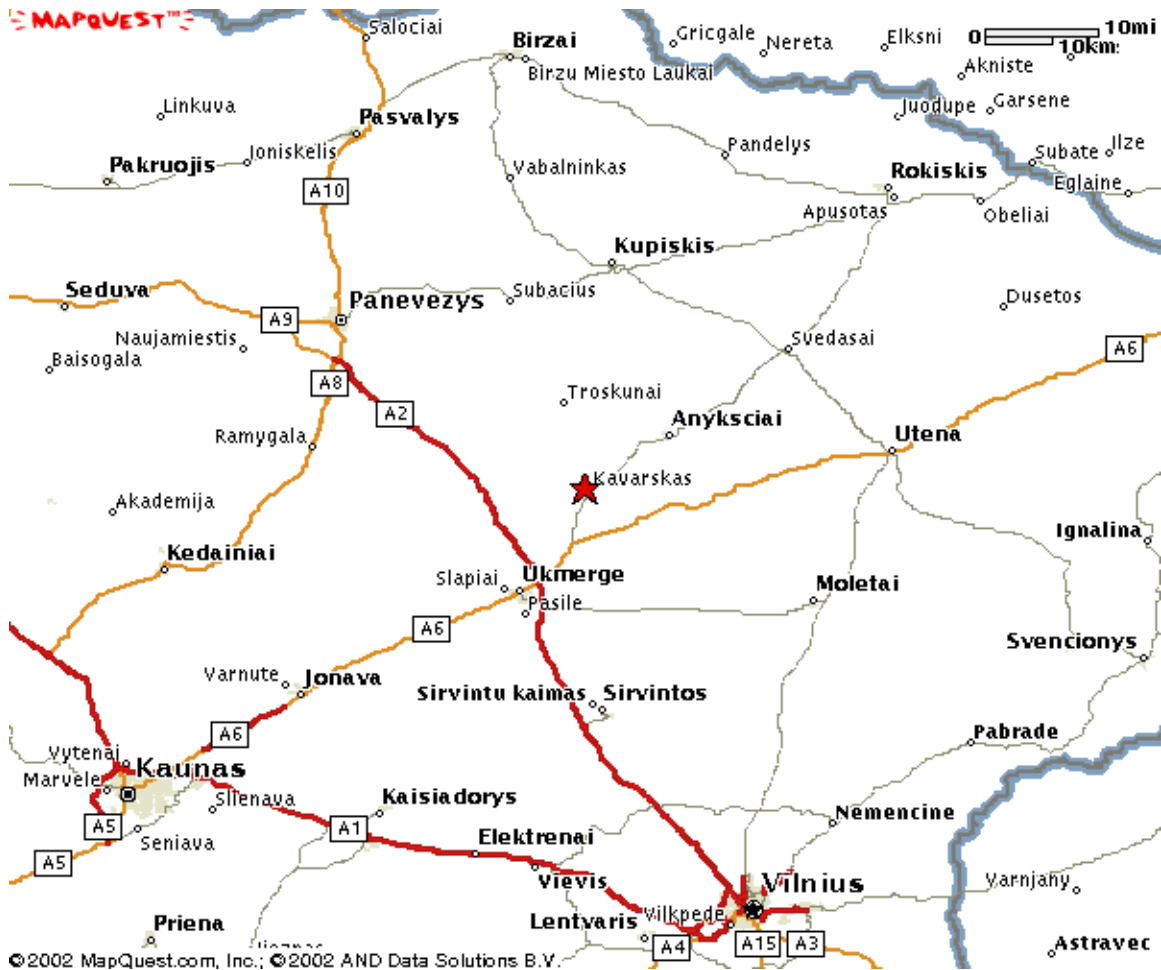 MAPQUEST™
Salociai
Birzai
Birzu Miesto Laukai
Gricgale
Nereta
Elksni
0 10mi
10km
Akniste
Linkuva
Pasvalys
Juodupe
Garsene
Joniskelis
Pakruojis
Vabalninkas
Pandelys
Subate
Ilze
A10
Rokiskis
Eglaine
Apusotas
Obeliai
Kupiskis
Seduva
Panevezys
Subacius
Dusetos
A9
Naujamiestis
Svedasai
A6
Baisogala
A8
A2
Troskunai
Anyksciai
Ramygala
Utena
Kavarskas
Akademija
Ignalina
Kedainiai
Slapiai
Ukmerge
Moletai
Pasile
A6
Svencionys
Varnute
Jonava
Sirvintu kaimas
Sirvintos
A6
Pabrade
Vytenai
Kaunas
Marvele
Slienava
Kaisiadorys
Nemencine
A5
A1
Seniava
Elektrenai
A5
Vievis
Vilnius
Varnjany
Priena
Lentvaris
Vilkpede
Jieznas
A4
A15
A3
Astravec
©2002 MapQuest.com, Inc.; ©2002 AND Data Solutions B.V.